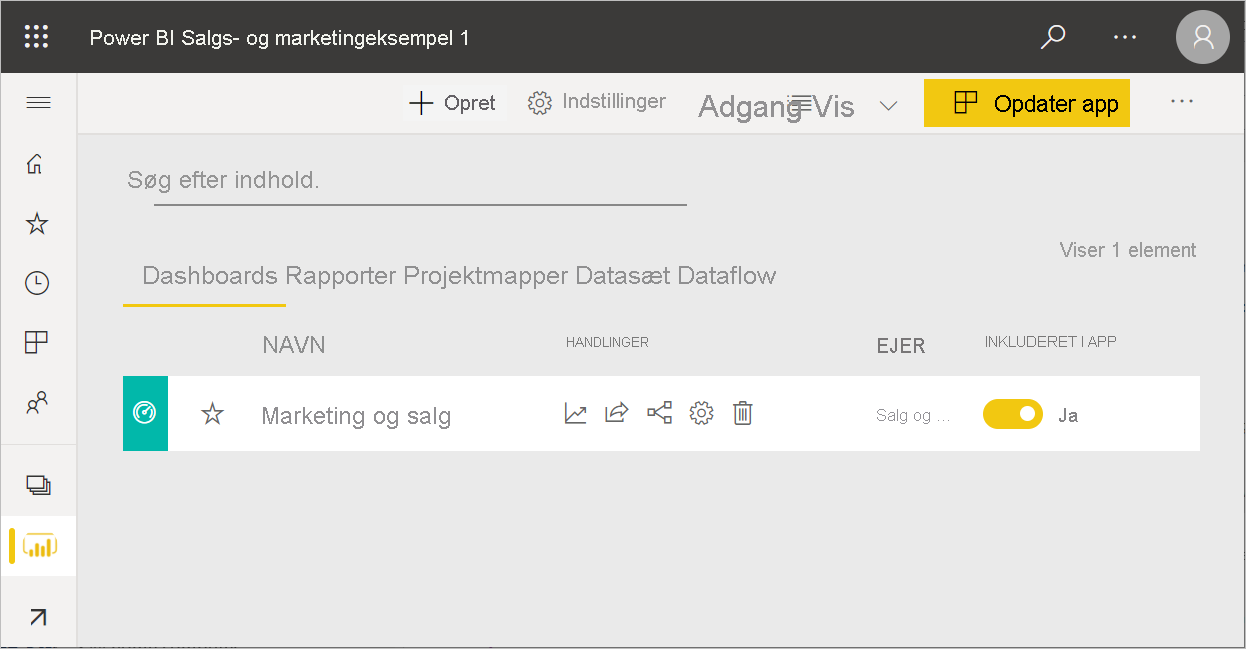 Power BI Salgs- og marketingeksempel 1
Opret Indstillinger Adgang Vis Opdater app
Søg efter indhold.
Viser 1 element
Dashboards Rapporter Projektmapper Datasæt Dataflow
NAVN HANDLINGER EJER INKLUDERET I APP
Marketing og salg Salg og ... Ja